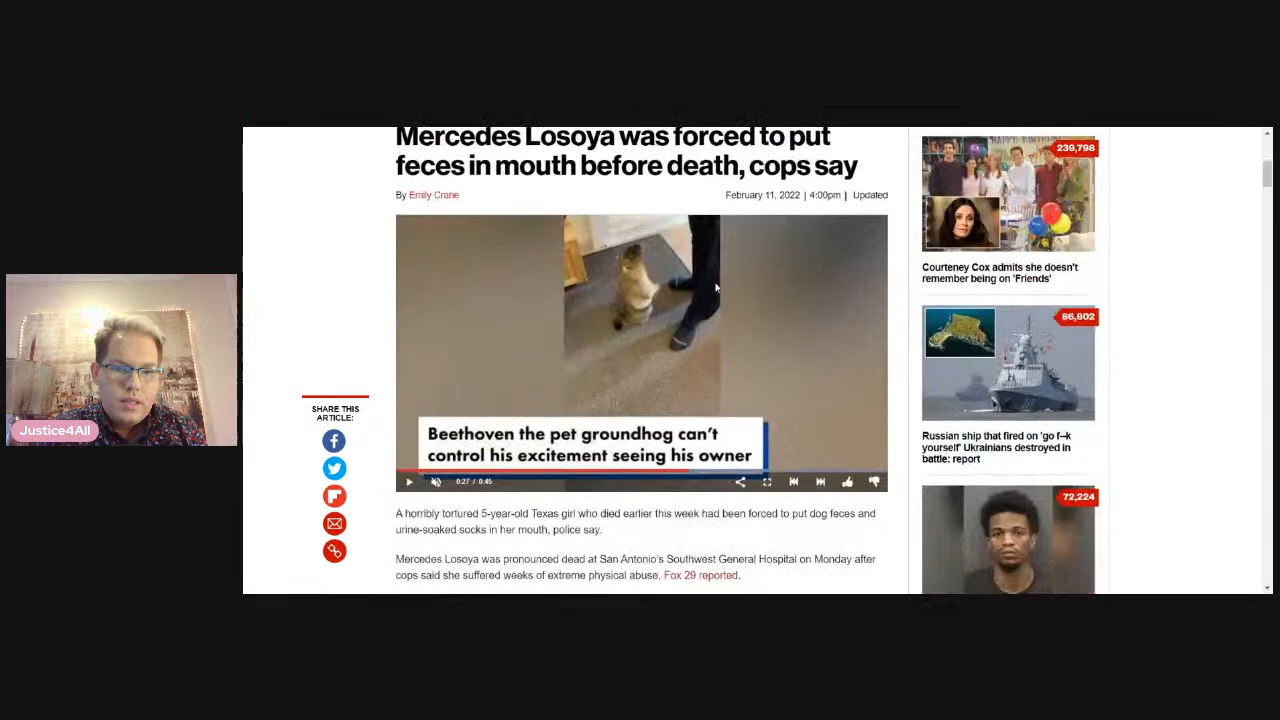 Mercedes Losoya was forced to put
feces in mouth before death, cops say
By Emily Crane
February 11, 2022 | 4:00pm | Updated
SHARE THIS
ARTICLE:
Beethoven the pet groundhog can't
control his excitement seeing his owner
0:27 / 0:45
A horribly tortured 5-year-old Texas girl who died earlier this week had been forced to put dog feces and
urine-soaked socks in her mouth, police say.
Mercedes Losoya was pronounced dead at San Antonio's Southwest General Hospital on Monday after
cops said she suffered weeks of extreme physical abuse, Fox 29 reported.
HAPPY BIRTHDAY
239,798
Courteney Cox admits she doesn't
remember being on 'Friends'
86,802
Russian ship that fired on 'go f--k
yourself' Ukrainians destroyed in
battle: report
72,224
Justice4All